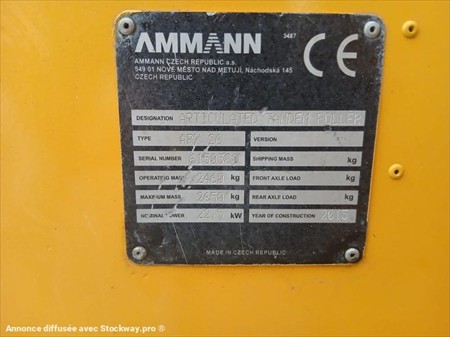 AMMANN
3487
CE
AMMANN CZECH REPUBLIC a.s.
549 01 NOVÉ MĚSTO NAD METUJÍ, Náchodská 145
CZECH REPUBLIC
DESIGNATION ARTICULATED TANDEM ROLLER
TYPE VERSION
SERIAL NUMBER SHIPPING MASS kg
OPERATING MASS kg FRONT AXLE LOAD kg
MAXIMUM MASS kg REAR AXLE LOAD kg
NOMINAL POWER kW YEAR OF CONSTRUCTION 2015
MADE IN CZECH REPUBLIC
Annonce diffusée avec Stockway.pro ®